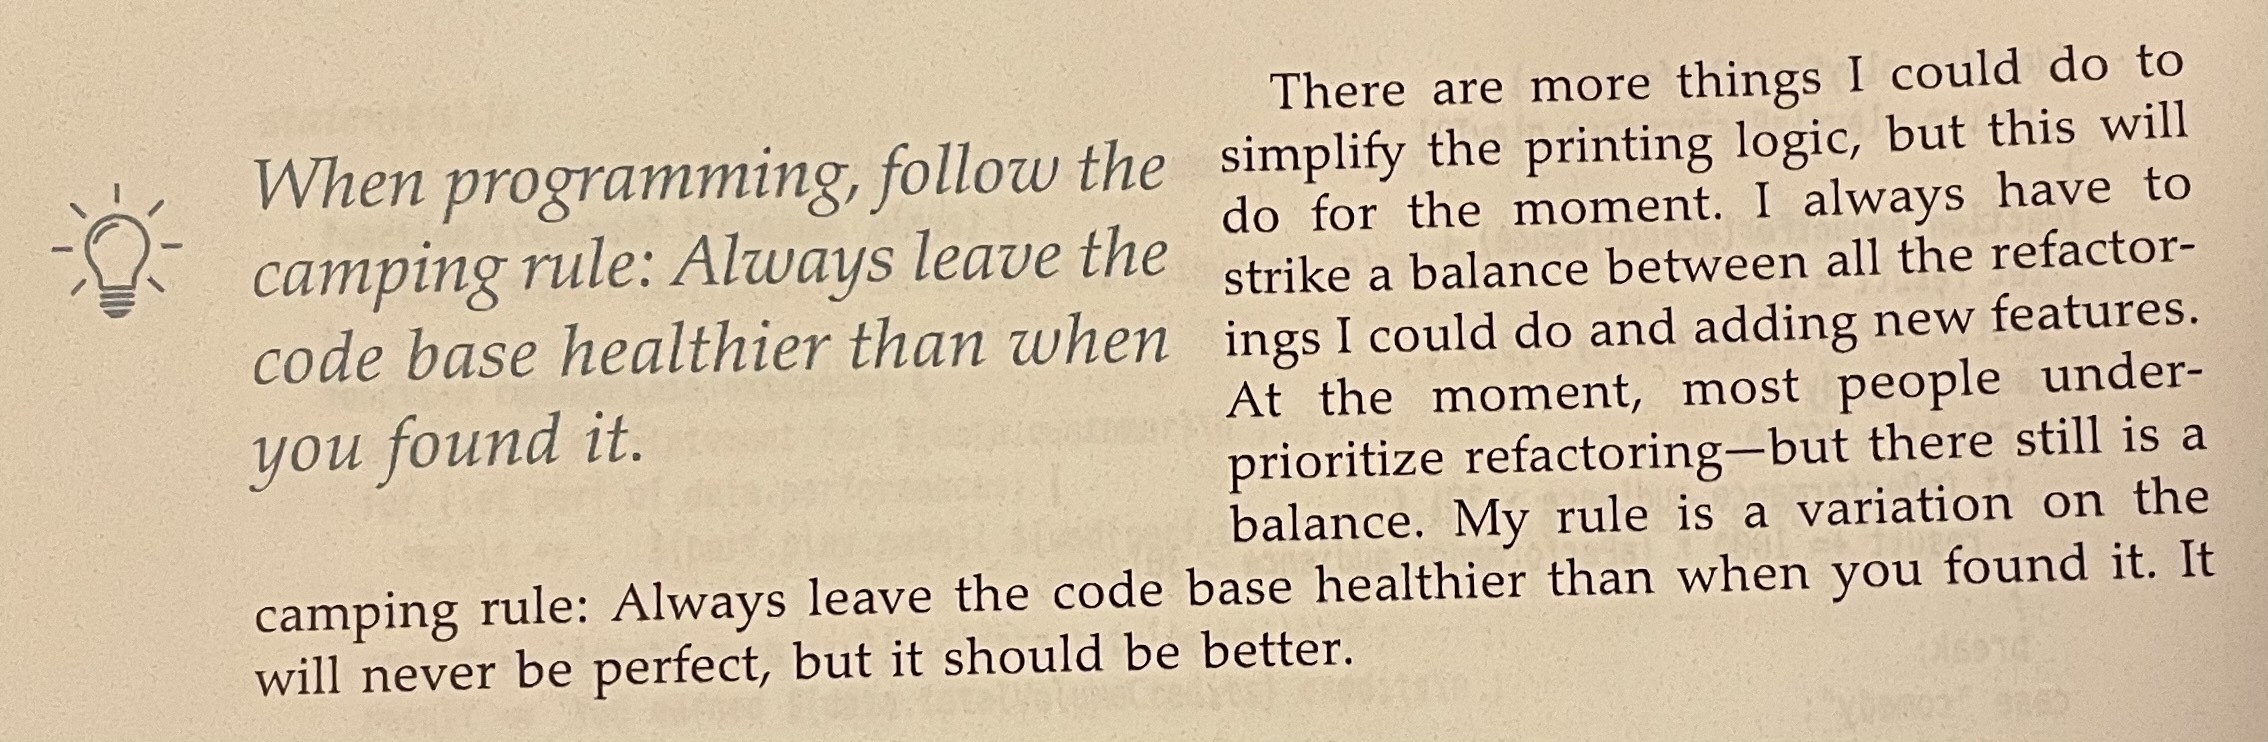 When programming, follow the
camping rule: Always leave the
code base healthier than when
you found it.
There are more things I could do to
simplify the printing logic, but this will
do for the moment. I always have to
strike a balance between all the refactor-
ings I could do and adding new features.
At the moment, most people under-
prioritize refactoring—but there still is a
balance. My rule is a variation on the
camping rule: Always leave the code base healthier than when you found it. It
will never be perfect, but it should be better.